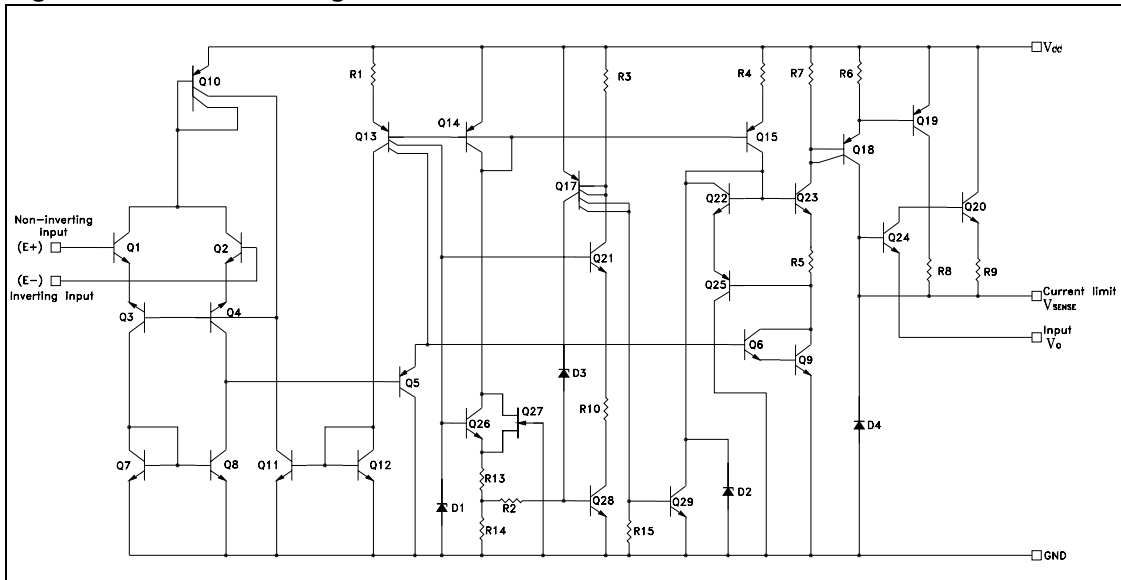 Vcc
R1
R3
R4
R7
R6
Q10
Q13
Q14
Q15
Q18
Q19
Q17
Q22
Q23
Q20
Non-inverting
input
(E+)
Q1
Q2
Q21
Q24
(E-)
Inverting input
R5
R8
R9
Q25
Current limit
VSENSE
Q3
Q4
Input
Vo
Q6
Q9
Q5
D3
Q27
R10
Q26
D4
Q7
Q8
Q11
Q12
R13
D2
D1
R2
Q28
Q29
R14
R15
GND